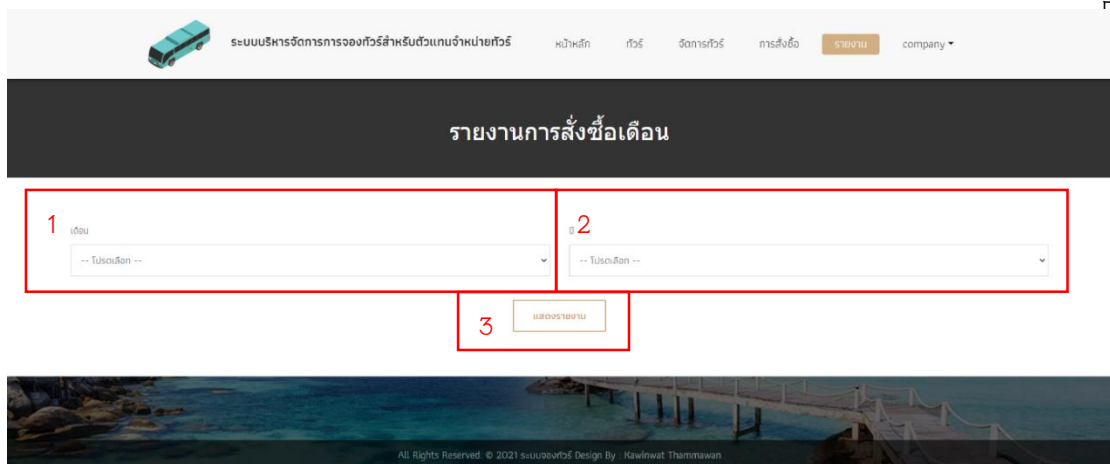 ระบบบริหารจัดการการจองทัวร์สำหรับตัวแทนจำหน่ายทัวร์ หน้าหลัก ทัวร์ จัดการทัวร์ การสั่งซื้อ รายงาน company
รายงานการสั่งซื้อเดือน
1 2
เดือน ปี
-- โปรดเลือก -- -- โปรดเลือก --
3 แสดงรายงาน
All Rights Reserved. © 2021 ระบบจองทัวร์ Design By : Kawinwat Thammawan